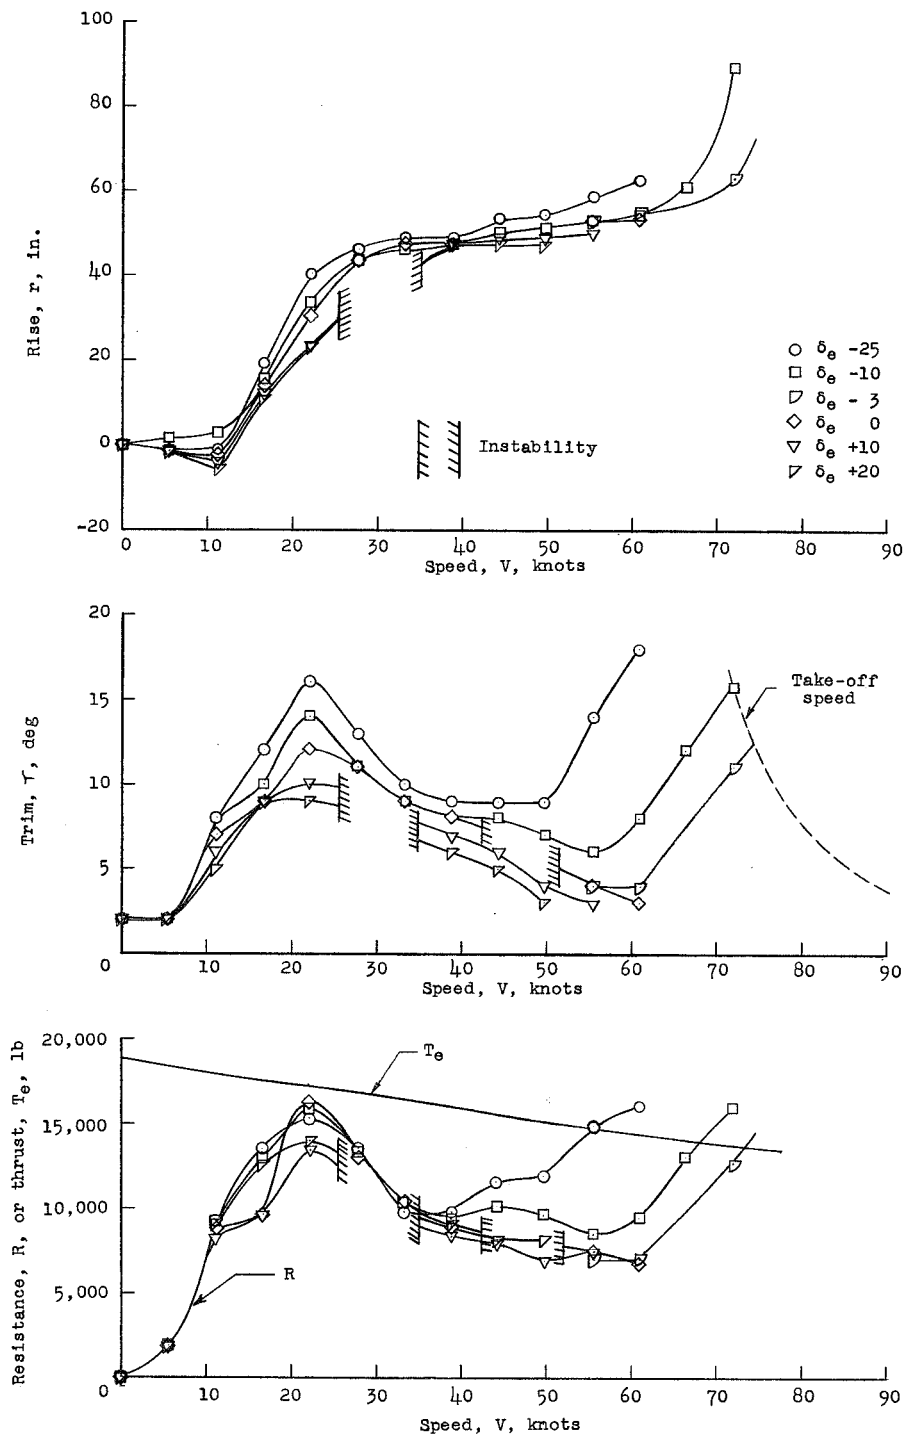 100
80
60
40
20
0
-20
Rise, r, in.
0 10 20 30 40 50 60 70 80 90
Speed, V, knots
δe -25
δe -10
δe - 3
δe 0
δe +10
δe +20
Instability
20
15
10
5
0
Trim, τ, deg
10 20 30 40 50 60 70 80 90
Speed, V, knots
Take-off
speed
20,000
15,000
10,000
5,000
0
Resistance, R, or thrust, Te, lb
Te
R
10 20 30 40 50 60 70 80 90
Speed, V, knots